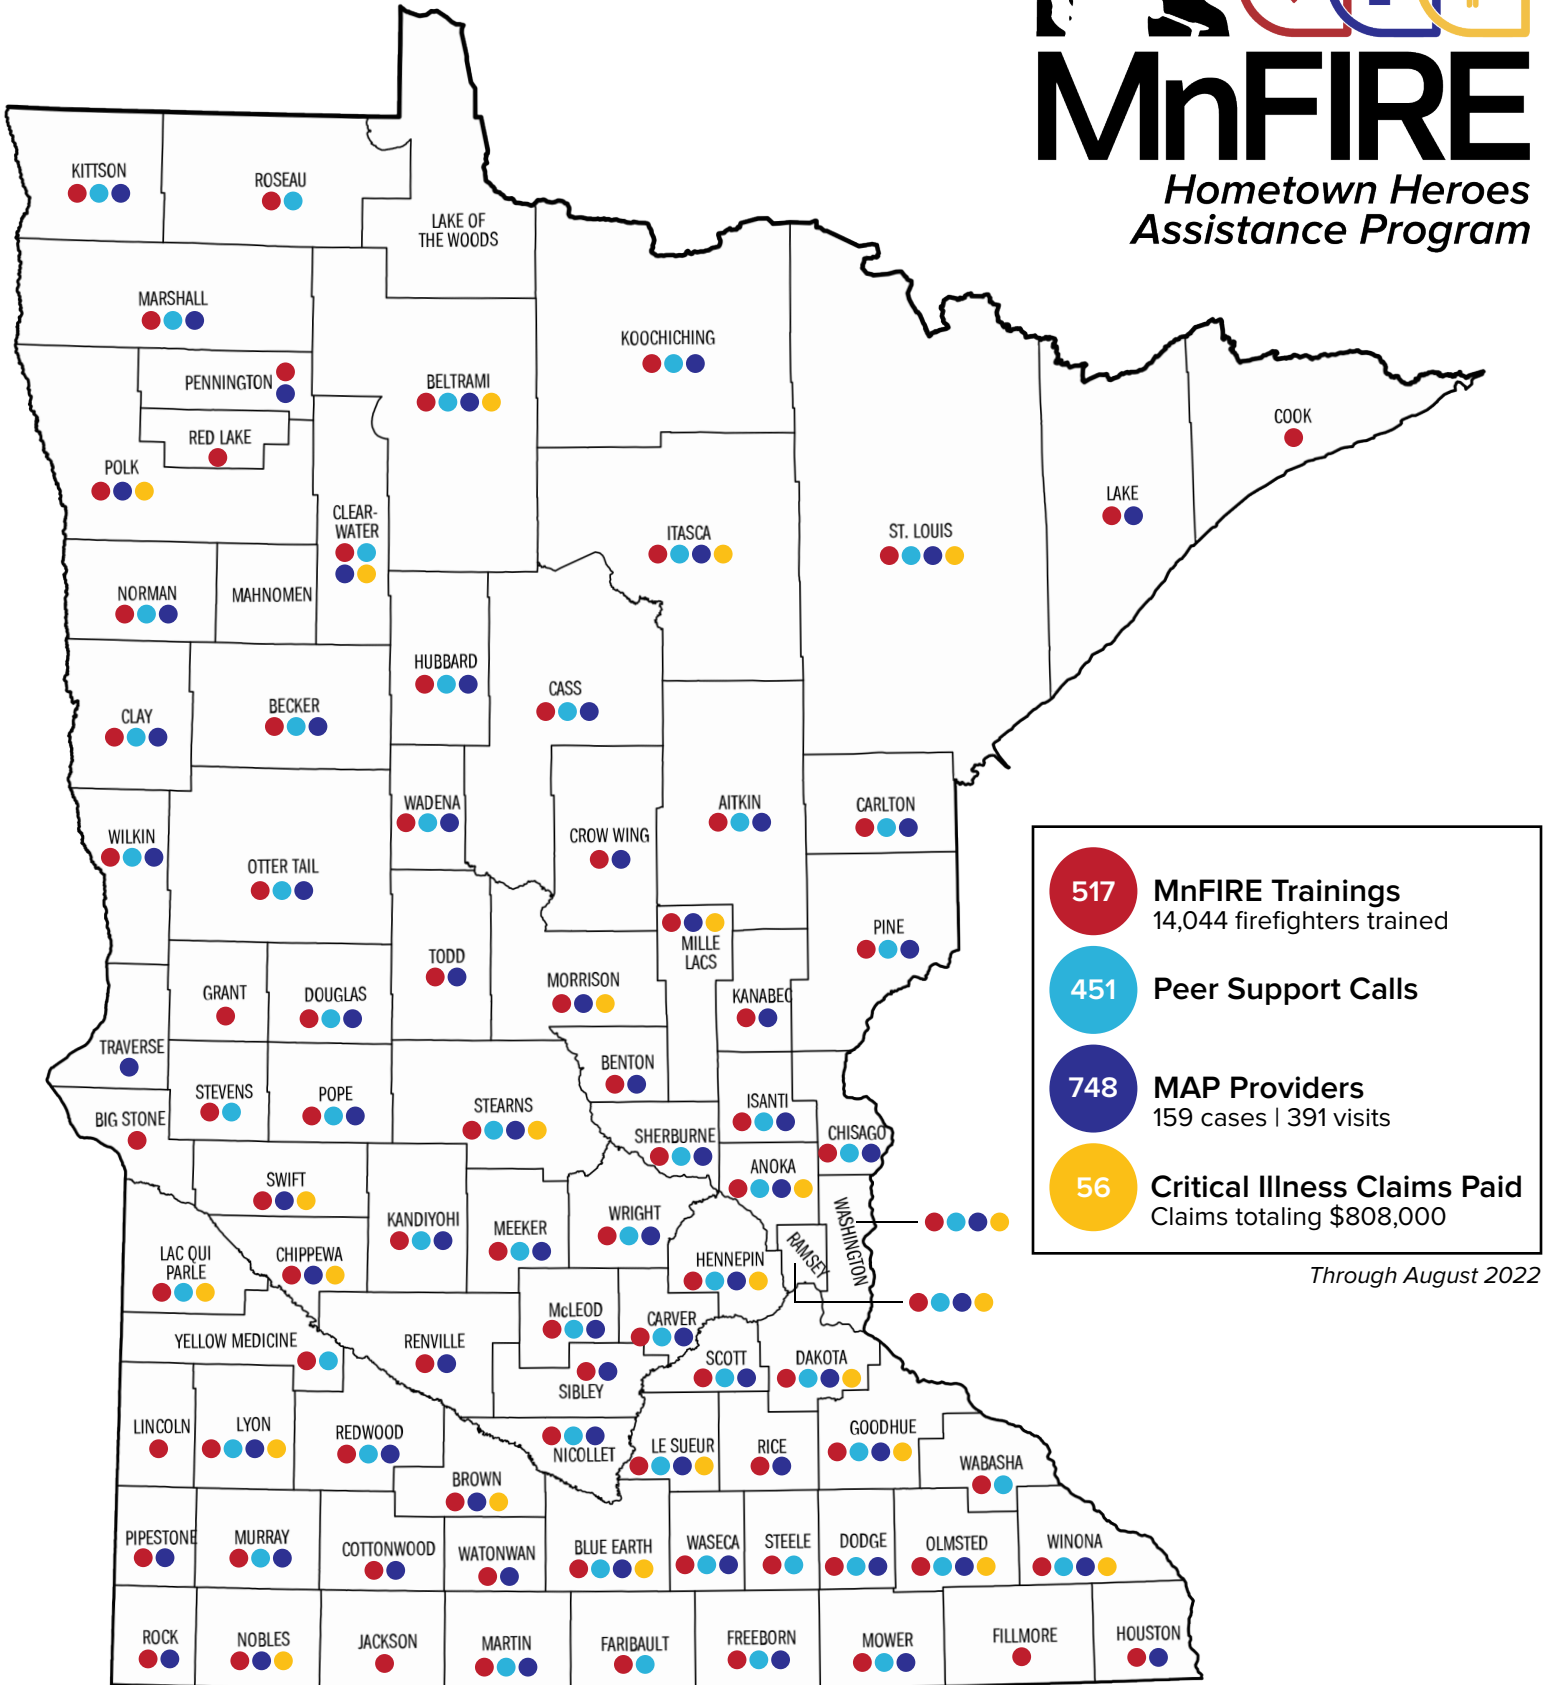 MnFIRE
Hometown Heroes
Assistance Program
KITTSON
ROSEAU
LAKE OF
THE WOODS
MARSHALL
KOOCHICHING
PENNINGTON
BELTRAMI
RED LAKE
COOK
POLK
LAKE
CLEAR-
WATER
ITASCA
ST. LOUIS
NORMAN
MAHNOMEN
HUBBARD
CASS
CLAY
BECKER
WADENA
AITKIN
CARLTON
WILKIN
CROW WING
OTTER TAIL
PINE
MILLE
LACS
TODD
MORRISON
GRANT
DOUGLAS
KANABEC
TRAVERSE
BENTON
STEVENS
POPE
STEARNS
ISANTI
BIG STONE
SHERBURNE
CHISAGO
ANOKA
SWIFT
KANDIYOHI
MEEKER
WRIGHT
WASHINGTON
RAMSEY
LAC QUI
PARLE
CHIPPEWA
HENNEPIN
McLEOD
CARVER
YELLOW MEDICINE
RENVILLE
SCOTT
DAKOTA
SIBLEY
LINCOLN
LYON
REDWOOD
NICOLLET
LE SUEUR
RICE
GOODHUE
WABASHA
BROWN
PIPESTONE
MURRAY
COTTONWOOD
WATONWAN
BLUE EARTH
WASECA
STEELE
DODGE
OLMSTED
WINONA
ROCK
NOBLES
JACKSON
MARTIN
FARIBAULT
FREEBORN
MOWER
FILLMORE
HOUSTON
517 MnFIRE Trainings
14,044 firefighters trained
451 Peer Support Calls
748 MAP Providers
159 cases | 391 visits
56 Critical Illness Claims Paid
Claims totaling $808,000
Through August 2022